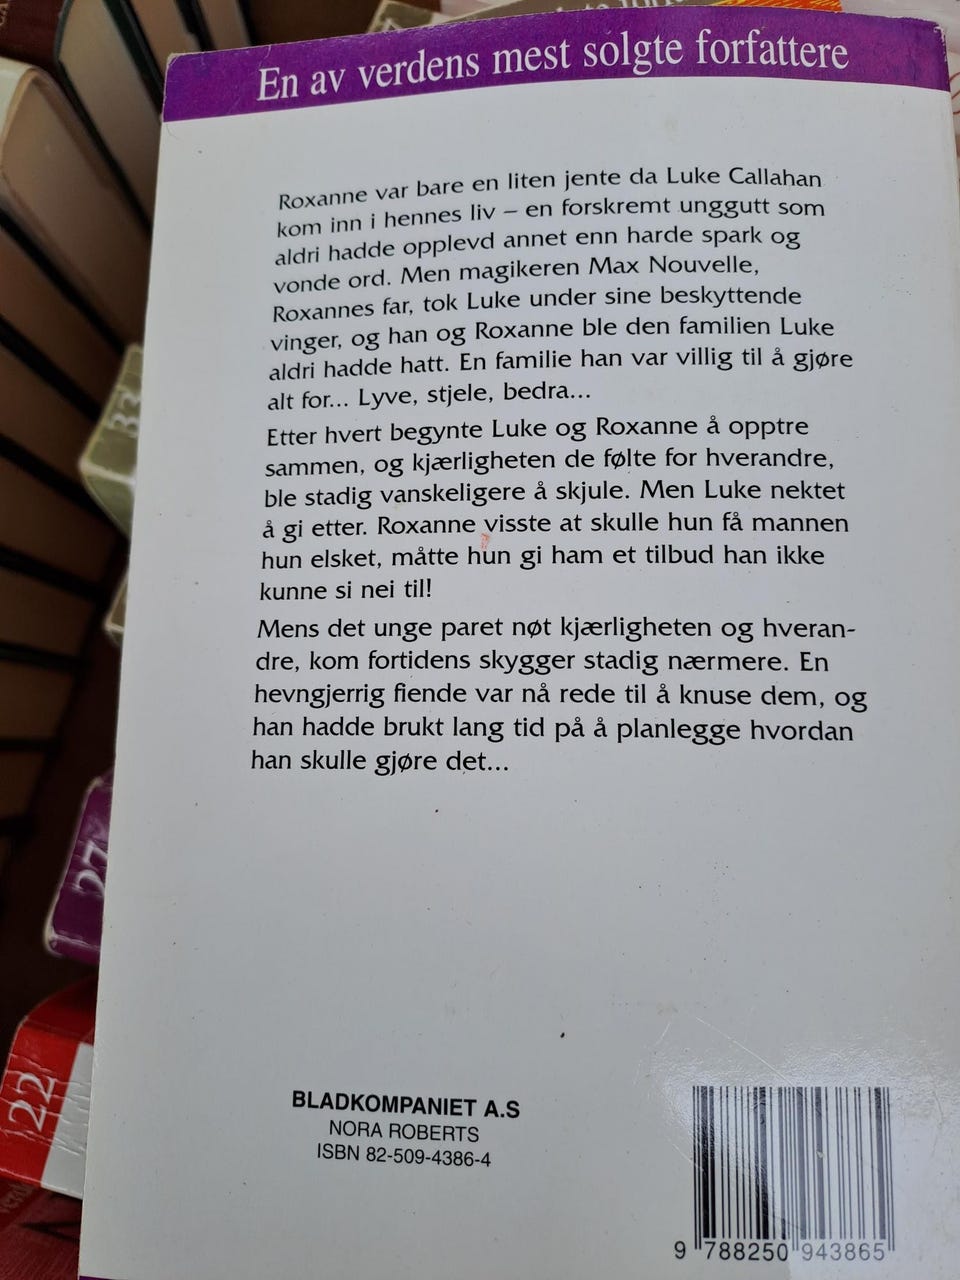 En av verdens mest solgte forfattere
Roxanne var bare en liten jente da Luke Callahan
kom inn i hennes liv – en forskremt unggutt som
aldri hadde opplevd annet enn harde spark og
vonde ord. Men magikeren Max Nouvelle,
Roxannes far, tok Luke under sine beskyttende
vinger, og han og Roxanne ble den familien Luke
aldri hadde hatt. En familie han var villig til å gjøre
alt for... Lyve, stjele, bedra...
Etter hvert begynte Luke og Roxanne å opptre
sammen, og kjærligheten de følte for hverandre,
ble stadig vanskeligere å skjule. Men Luke nektet
å gi etter. Roxanne visste at skulle hun få mannen
hun elsket, måtte hun gi ham et tilbud han ikke
kunne si nei til!
Mens det unge paret nøt kjærligheten og hveran-
dre, kom fortidens skygger stadig nærmere. En
hevngjerrig fiende var nå rede til å knuse dem, og
han hadde brukt lang tid på å planlegge hvordan
han skulle gjøre det...
BLADKOMPANIET A.S
NORA ROBERTS
ISBN 82-509-4386-4
9 788250 943865
33
27
22